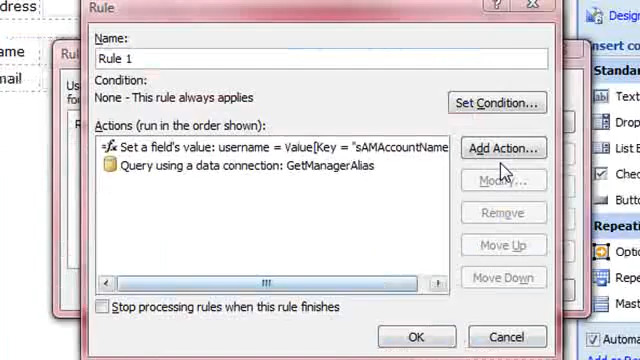 dress
Rule
Design
Name:
Insert co
ame
Rule 1
Standar
Condition:
None - This rule always applies
Set Condition...
mail
Text
Actions (run in the order shown):
Drop
Set a field's value: username = Value[Key = "sAMAccountName
Add Action...
Query using a data connection: GetManagerAlias
List B
Modify...
Chec
Butto
Remove
Repeati
Move Up
Optio
Repe
Move Down
Mast
Stop processing rules when this rule finishes
OK
Cancel
Automa